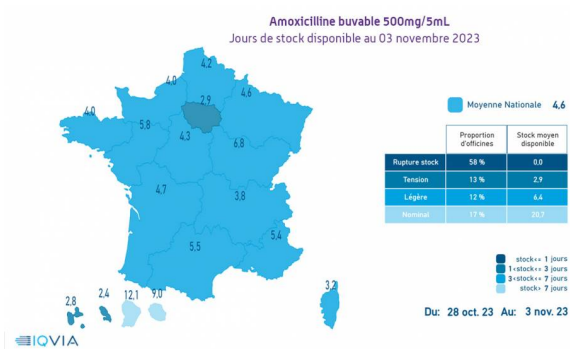 Amoxicilline buvable 500mg/5mL
Jours de stock disponible au 03 novembre 2023
4,2
4,0
4,6
2,9
4,0
5,8
4,3
6,8
4,7
3,8
5,4
5,5
3,2
2,8
2,4
12,1
9,0
Moyenne Nationale 4,6
Proportion d'officines
Stock moyen disponible
Rupture stock 58 % 0,0
Tension 13 % 2,9
Légère 12 % 6,4
Nominal 17 % 20,7
stock<= 1 jours
1<stock<= 3 jours
3<stock<= 7 jours
stock> 7 jours
Du: 28 oct. 23 Au: 3 nov. 23
IQVIA